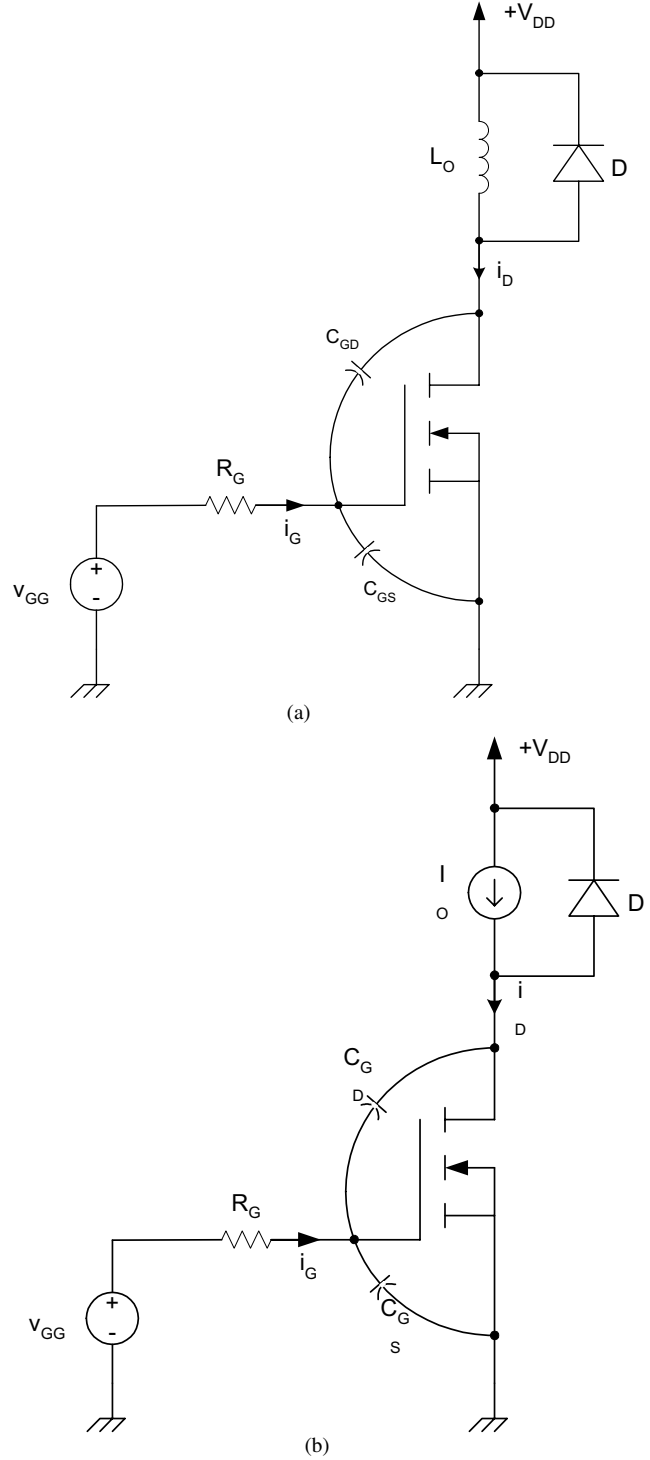 +V_DD
L_O
D
i_D
C_GD
R_G
i_G
+
-
v_GG
C_GS
(a)
+V_DD
I
O
D
i
D
C_G
D
R_G
i_G
+
-
v_GG
C_G
S
(b)